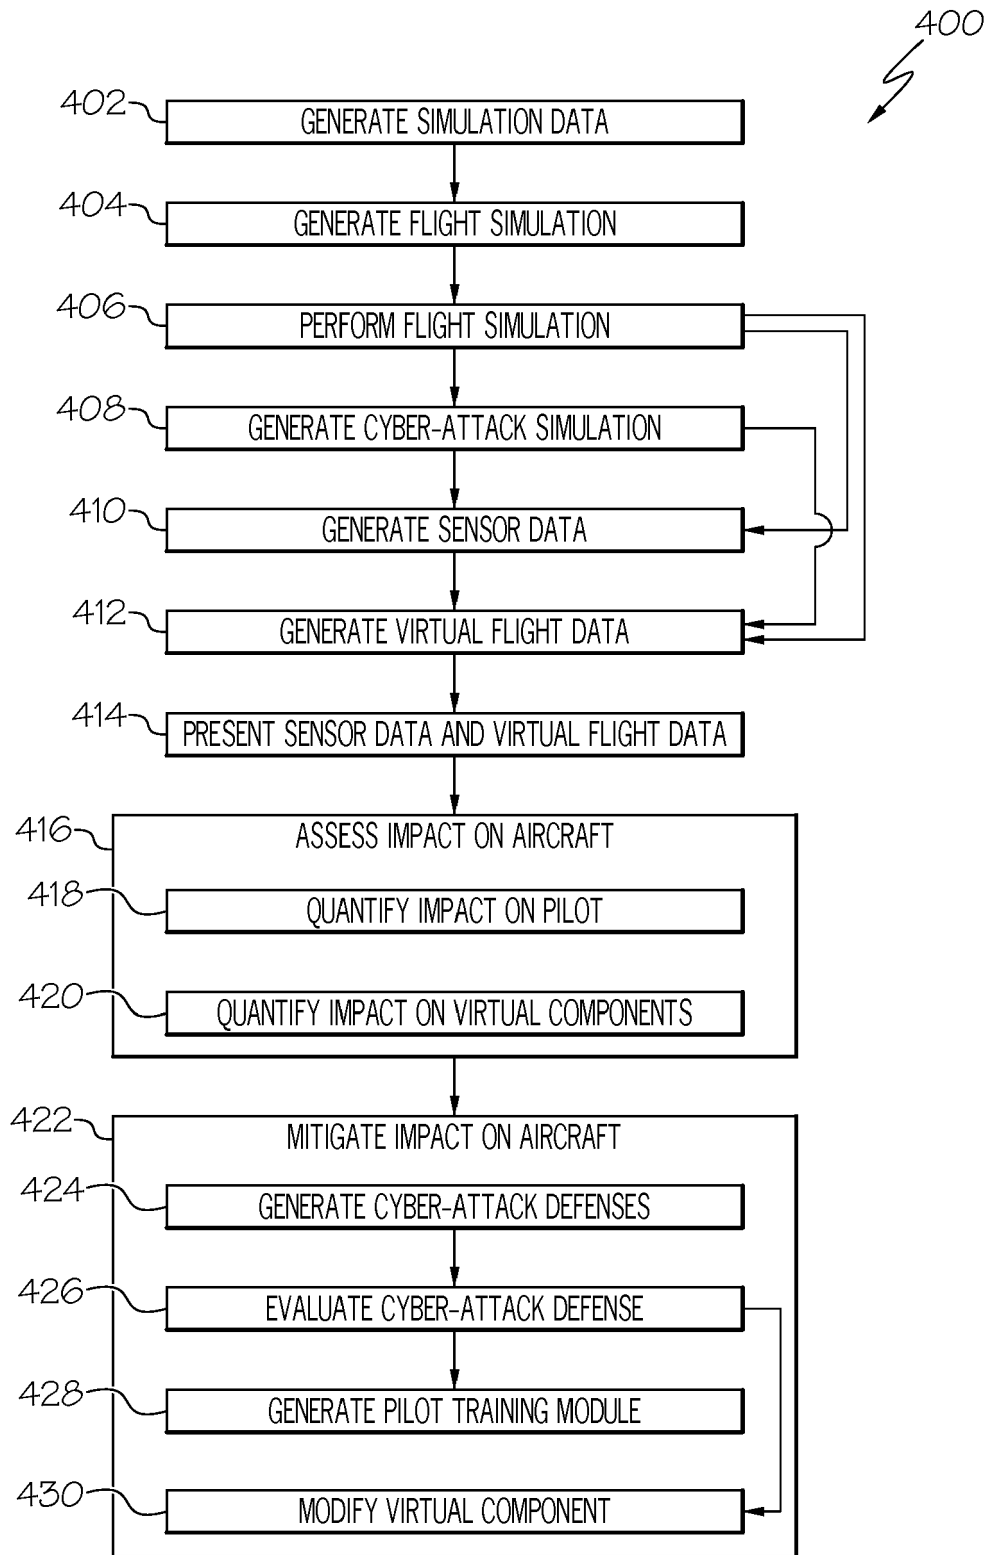 400
402
GENERATE SIMULATION DATA
404
GENERATE FLIGHT SIMULATION
406
PERFORM FLIGHT SIMULATION
408
GENERATE CYBER-ATTACK SIMULATION
410
GENERATE SENSOR DATA
412
GENERATE VIRTUAL FLIGHT DATA
414
PRESENT SENSOR DATA AND VIRTUAL FLIGHT DATA
416
ASSESS IMPACT ON AIRCRAFT
418
QUANTIFY IMPACT ON PILOT
420
QUANTIFY IMPACT ON VIRTUAL COMPONENTS
422
MITIGATE IMPACT ON AIRCRAFT
424
GENERATE CYBER-ATTACK DEFENSES
426
EVALUATE CYBER-ATTACK DEFENSE
428
GENERATE PILOT TRAINING MODULE
430
MODIFY VIRTUAL COMPONENT